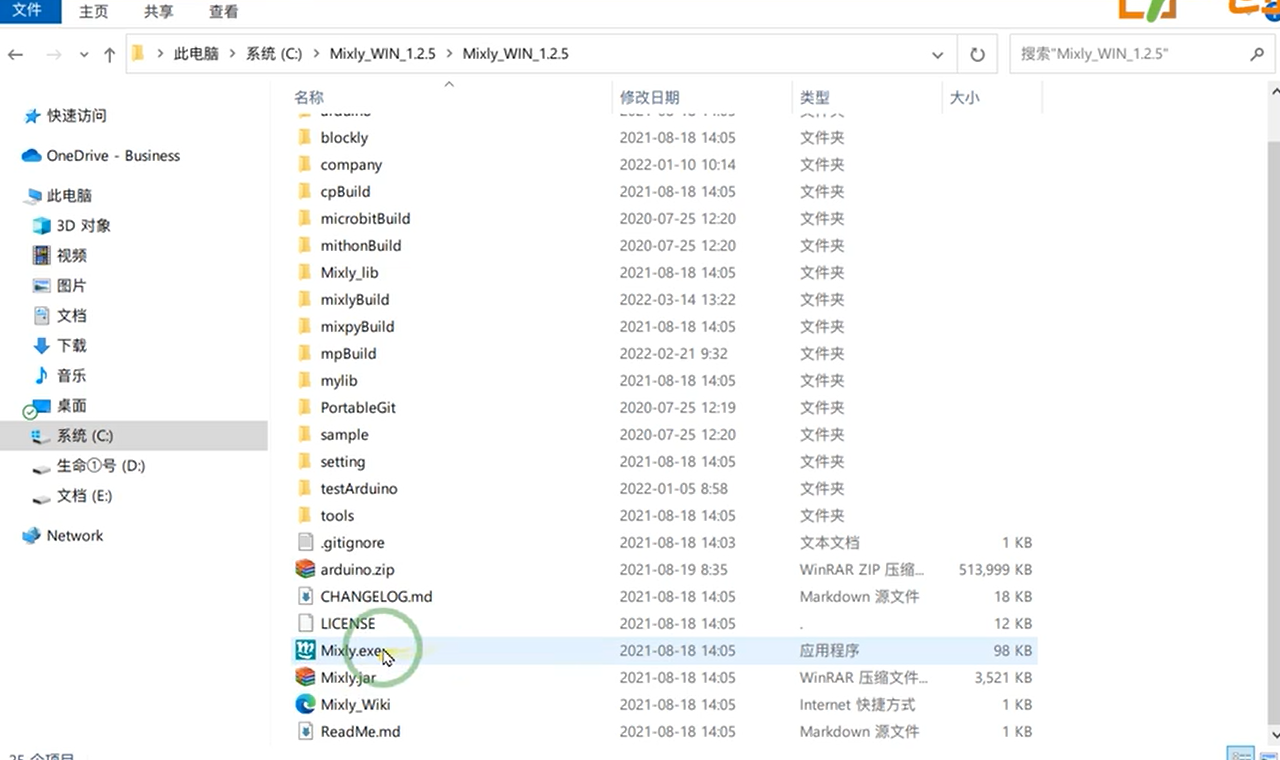 文件 主页 共享 查看
此电脑 系统 (C:) Mixly_WIN_1.2.5 Mixly_WIN_1.2.5 搜索"Mixly_WIN_1.2.5"
名称 修改日期 类型 大小
快速访问
OneDrive - Business
此电脑
3D 对象
视频
图片
文档
下载
音乐
桌面
系统 (C:)
生命①号 (D:)
文档 (E:)
Network
blockly 2021-08-18 14:05 文件夹
company 2022-01-10 10:14 文件夹
cpBuild 2021-08-18 14:05 文件夹
microbitBuild 2020-07-25 12:20 文件夹
mithonBuild 2020-07-25 12:20 文件夹
Mixly_lib 2021-08-18 14:05 文件夹
mixlyBuild 2022-03-14 13:22 文件夹
mixpyBuild 2021-08-18 14:05 文件夹
mpBuild 2022-02-21 9:32 文件夹
mylib 2021-08-18 14:05 文件夹
PortableGit 2020-07-25 12:19 文件夹
sample 2020-07-25 12:20 文件夹
setting 2021-08-18 14:05 文件夹
testArduino 2022-01-05 8:58 文件夹
tools 2021-08-18 14:05 文件夹
.gitignore 2021-08-18 14:03 文本文档 1 KB
arduino.zip 2021-08-19 8:35 WinRAR ZIP 压缩... 513,999 KB
CHANGELOG.md 2021-08-18 14:05 Markdown 源文件 18 KB
LICENSE 2021-08-18 14:05 . 12 KB
Mixly.exe 2021-08-18 14:05 应用程序 98 KB
Mixly.jar 2021-08-18 14:05 WinRAR 压缩文件... 3,521 KB
Mixly_Wiki 2021-08-18 14:05 Internet 快捷方式 1 KB
ReadMe.md 2021-08-18 14:05 Markdown 源文件 1 KB